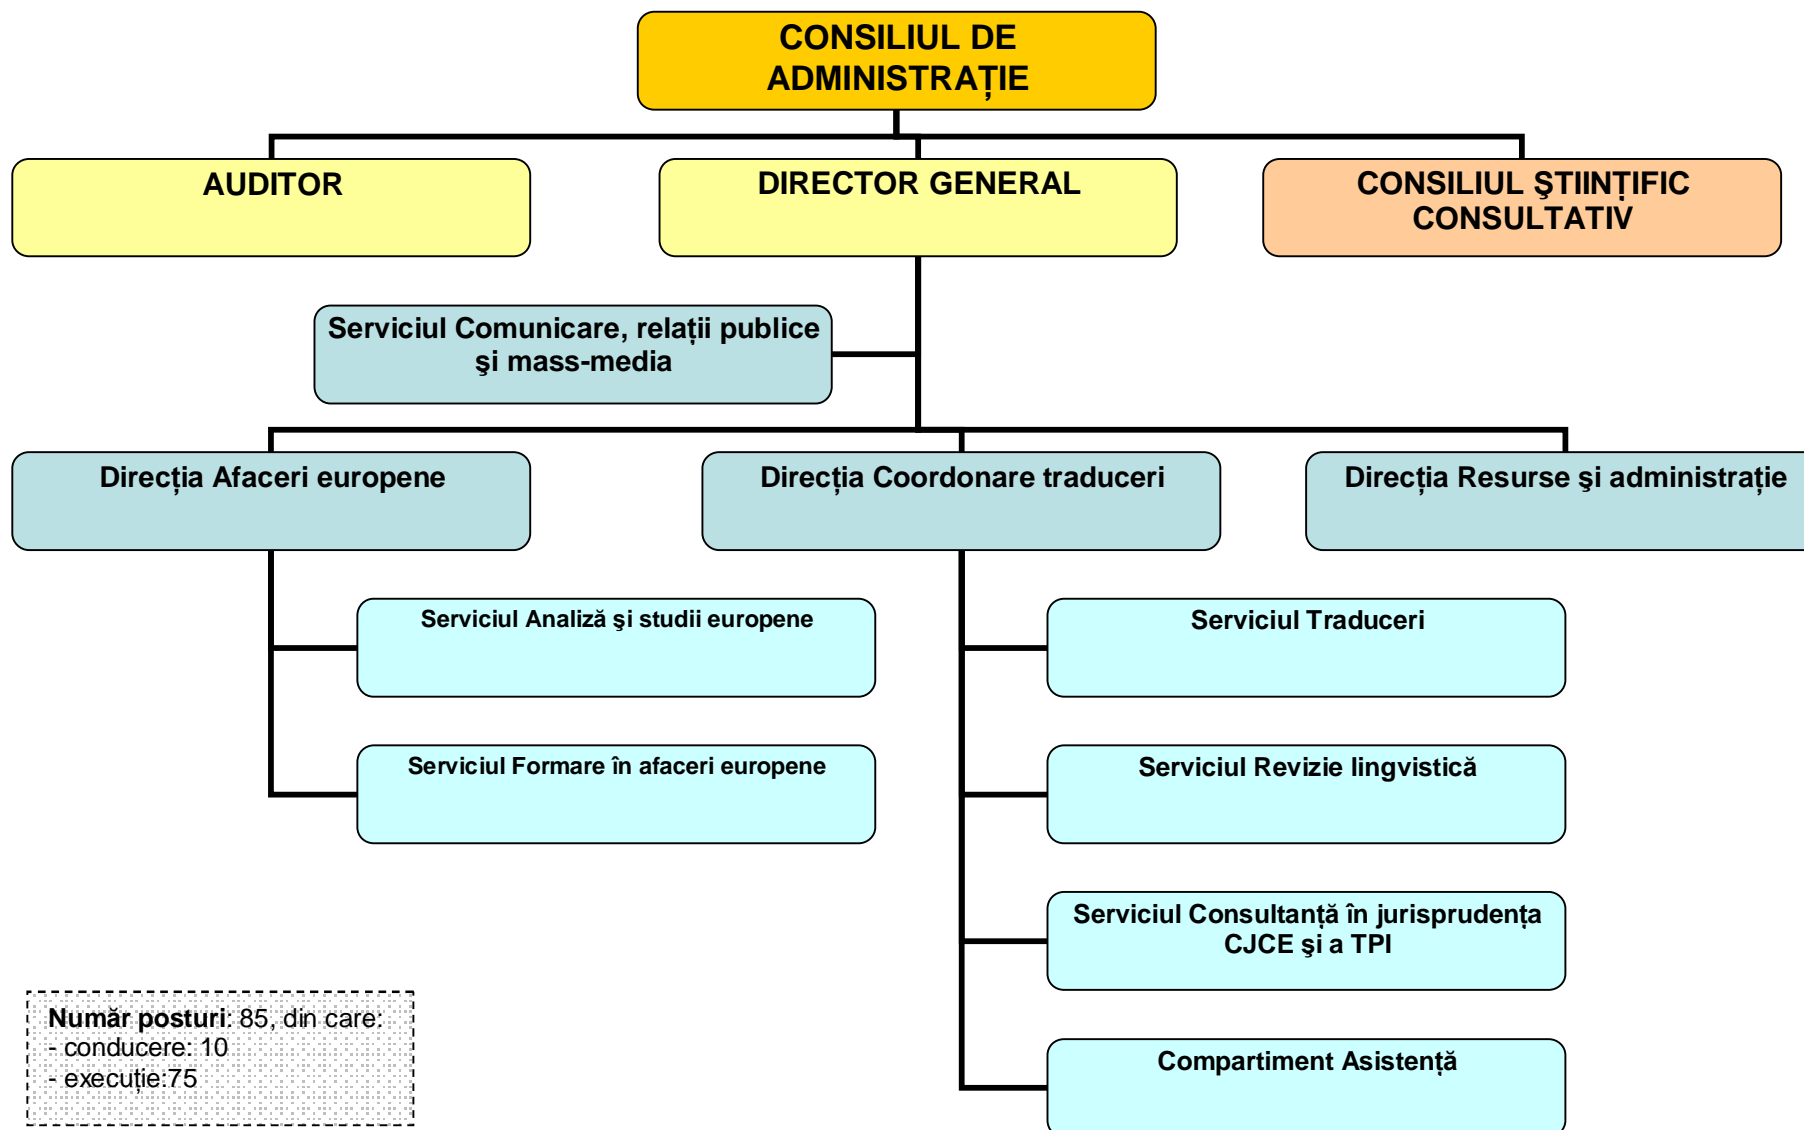 CONSILIUL DE
ADMINISTRAȚIE
AUDITOR
DIRECTOR GENERAL
CONSILIUL ŞTIINȚIFIC
CONSULTATIV
Serviciul Comunicare, relații publice
şi mass-media
Direcția Afaceri europene
Direcția Coordonare traduceri
Direcția Resurse şi administrație
Serviciul Analiză şi studii europene
Serviciul Traduceri
Serviciul Formare în afaceri europene
Serviciul Revizie lingvistică
Serviciul Consultanță în jurisprudența
CJCE şi a TPI
Compartiment Asistență
Număr posturi: 85, din care:
- conducere: 10
- execuție:75